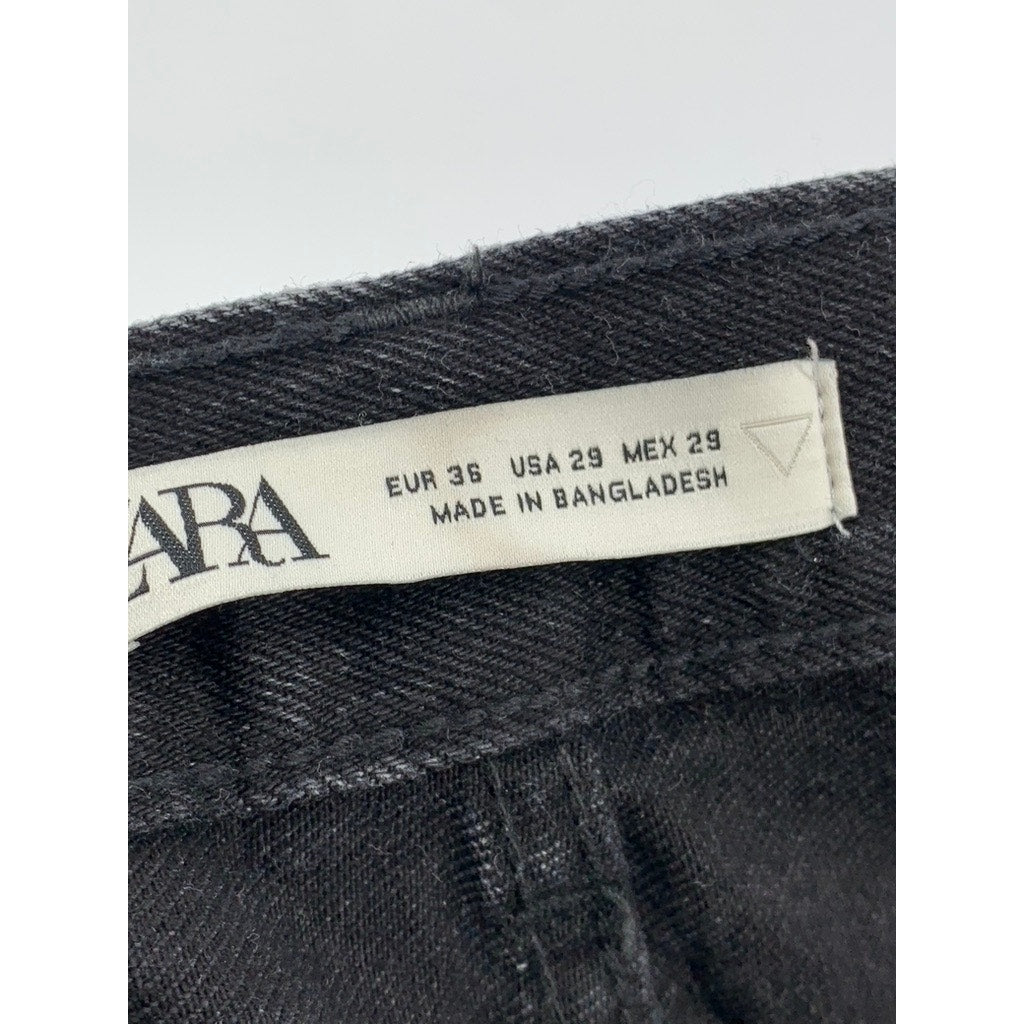 ZARA
EUR 36 USA 29 MEX 29
MADE IN BANGLADESH